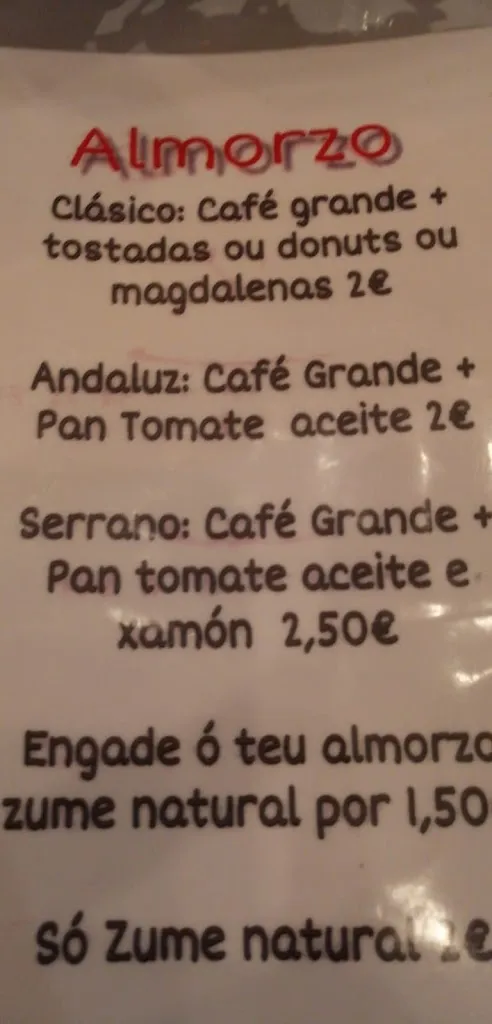 Almorzo
Clásico: Café grande +
tostadas ou donuts ou
magdalenas 2€
Andaluz: Café Grande +
Pan Tomate aceite 2€
Serrano: Café Grande +
Pan tomate aceite e
xamón 2,50€
Engade ó teu almorzo
zume natural por 1,50
Só Zume natural 2€